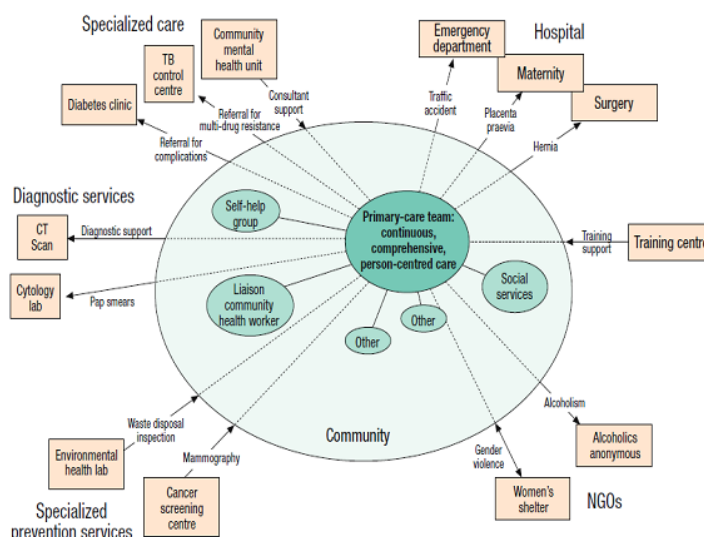 Specialized care
Community
mental
health unit
TB
control
centre
Diabetes clinic
Emergency
department
Hospital
Maternity
Surgery
Consultant
support
Referral for
multi-drug resistance
Referral for
complications
Traffic
accident
Placenta
praevia
Hernia
Diagnostic services
CT
Scan
Diagnostic support
Cytology
lab
Pap smears
Self-help
group
Primary-care team:
continuous,
comprehensive,
person-centred care
Training
support
Training centre
Liaison
community
health worker
Social
services
Other
Other
Community
Waste disposal
inspection
Mammography
Environmental
health lab
Cancer
screening
centre
Specialized
prevention services
Alcoholism
Alcoholics
anonymous
Gender
violence
Women's
shelter
NGOs